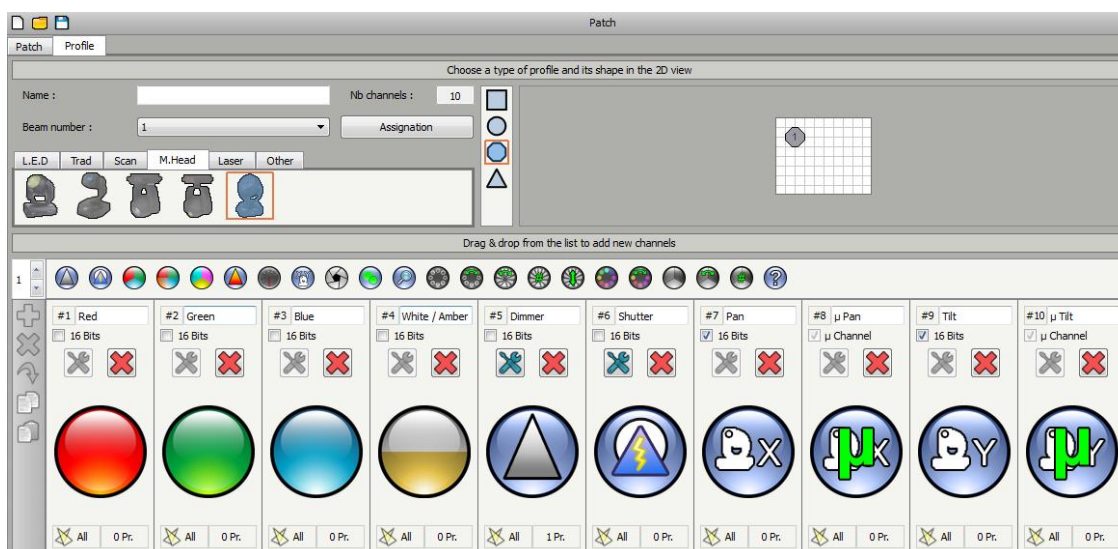 Patch
Patch Profile
Choose a type of profile and its shape in the 2D view
Name : Nb channels : 10
Beam number : 1 Assignation
1
L.E.D Trad Scan M.Head Laser Other
Drag & drop from the list to add new channels
1 ?
#1 Red #2 Green #3 Blue #4 White / Amber #5 Dimmer #6 Shutter #7 Pan #8 µ Pan #9 Tilt #10 µ Tilt
16 Bits 16 Bits 16 Bits 16 Bits 16 Bits 16 Bits 16 Bits µ Channel 16 Bits µ Channel
X µX Y µY
All 0 Pr. All 0 Pr. All 0 Pr. All 0 Pr. All 1 Pr. All 0 Pr. All 0 Pr. All 0 Pr. All 0 Pr. All 0 Pr.